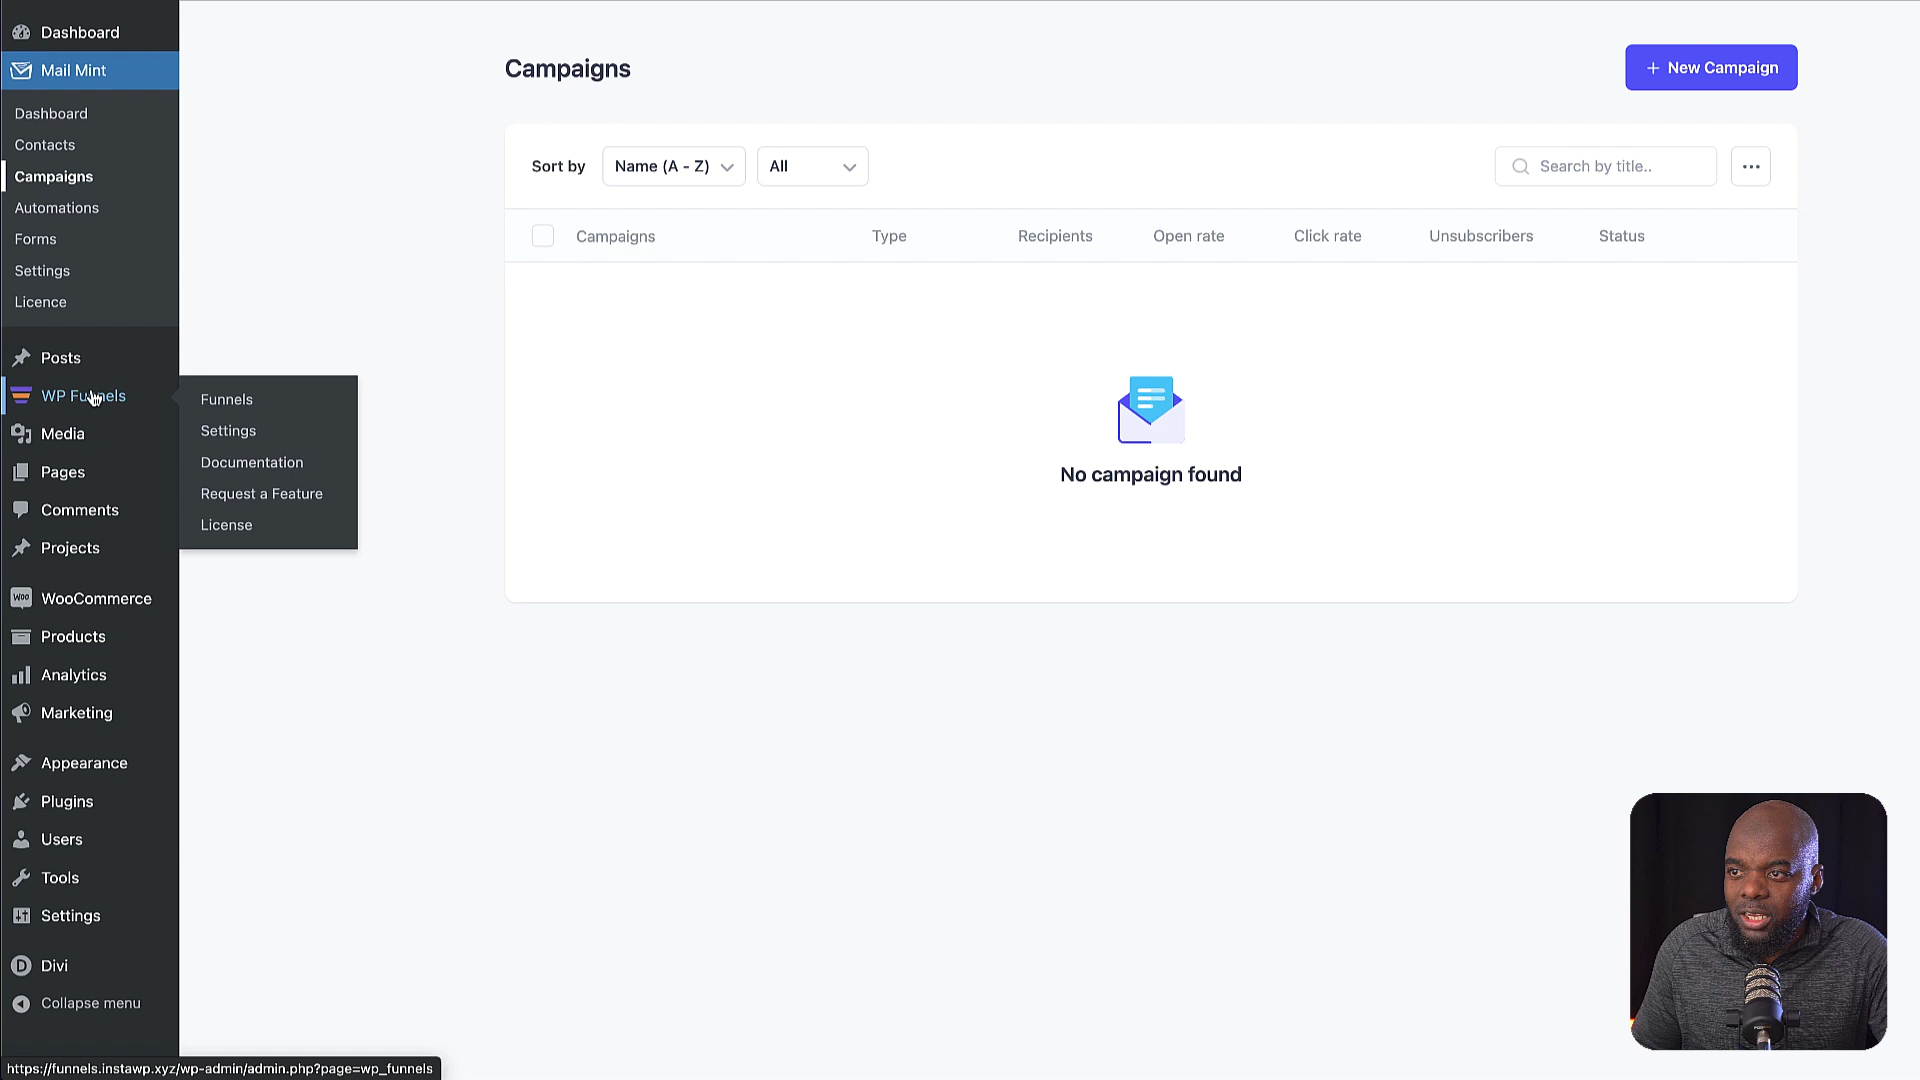 Dashboard
Mail Mint
Dashboard
Contacts
Campaigns
Automations
Forms
Settings
Licence
Posts
WP Funnels
Media
Pages
Comments
Projects
WooCommerce
Products
Analytics
Marketing
Appearance
Plugins
Users
Tools
Settings
Divi
Collapse menu
Funnels
Settings
Documentation
Request a Feature
License
Campaigns
+ New Campaign
Sort by Name (A - Z) All Search by title..
Campaigns Type Recipients Open rate Click rate Unsubscribers Status
No campaign found
https://funnels.instawp.xyz/wp-admin/admin.php?page=wp_funnels